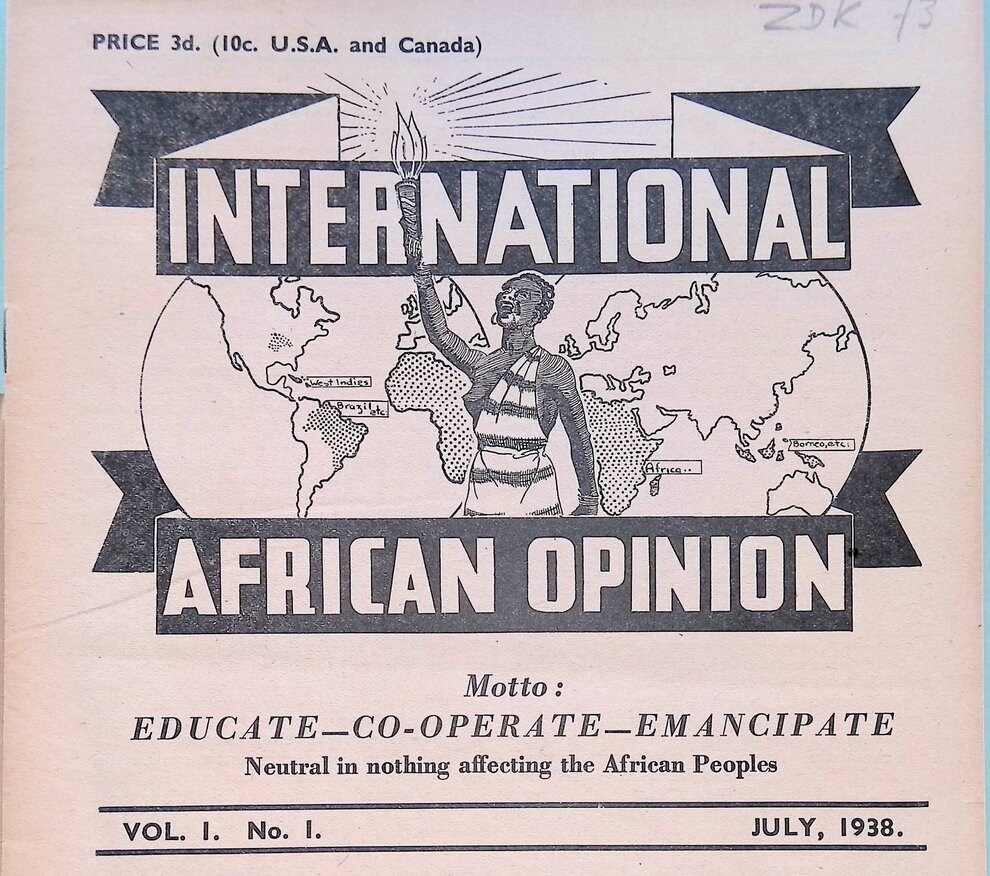 ZDK -/3
PRICE 3d. (10c. U.S.A. and Canada)
INTERNATIONAL
West Indies
Brazil etc.
Africa..
Borneo, etc:
AFRICAN OPINION
Motto:
EDUCATE—CO-OPERATE—EMANCIPATE
Neutral in nothing affecting the African Peoples
VOL. I. No. I. JULY, 1938.